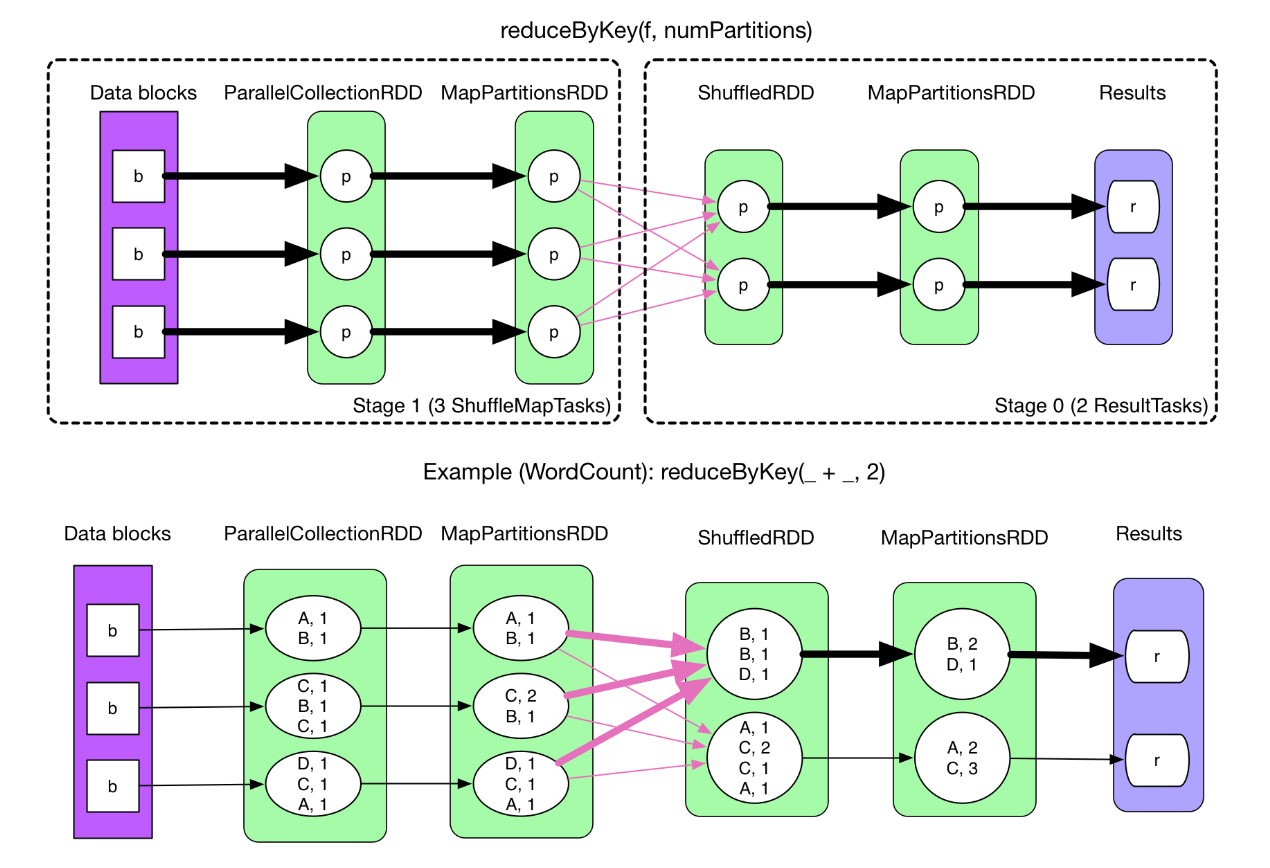 reduceByKey(f, numPartitions)
Data blocks ParallelCollectionRDD MapPartitionsRDD ShuffledRDD MapPartitionsRDD Results
b p p p p r
b p p p p r
b p p
Stage 1 (3 ShuffleMapTasks) Stage 0 (2 ResultTasks)
Example (WordCount): reduceByKey(_ + _, 2)
Data blocks ParallelCollectionRDD MapPartitionsRDD ShuffledRDD MapPartitionsRDD Results
b
b
b
A, 1
B, 1
C, 1
B, 1
C, 1
D, 1
C, 1
A, 1
A, 1
B, 1
C, 2
B, 1
D, 1
C, 1
A, 1
B, 1
B, 1
D, 1
A, 1
C, 2
C, 1
A, 1
B, 2
D, 1
A, 2
C, 3
r
r